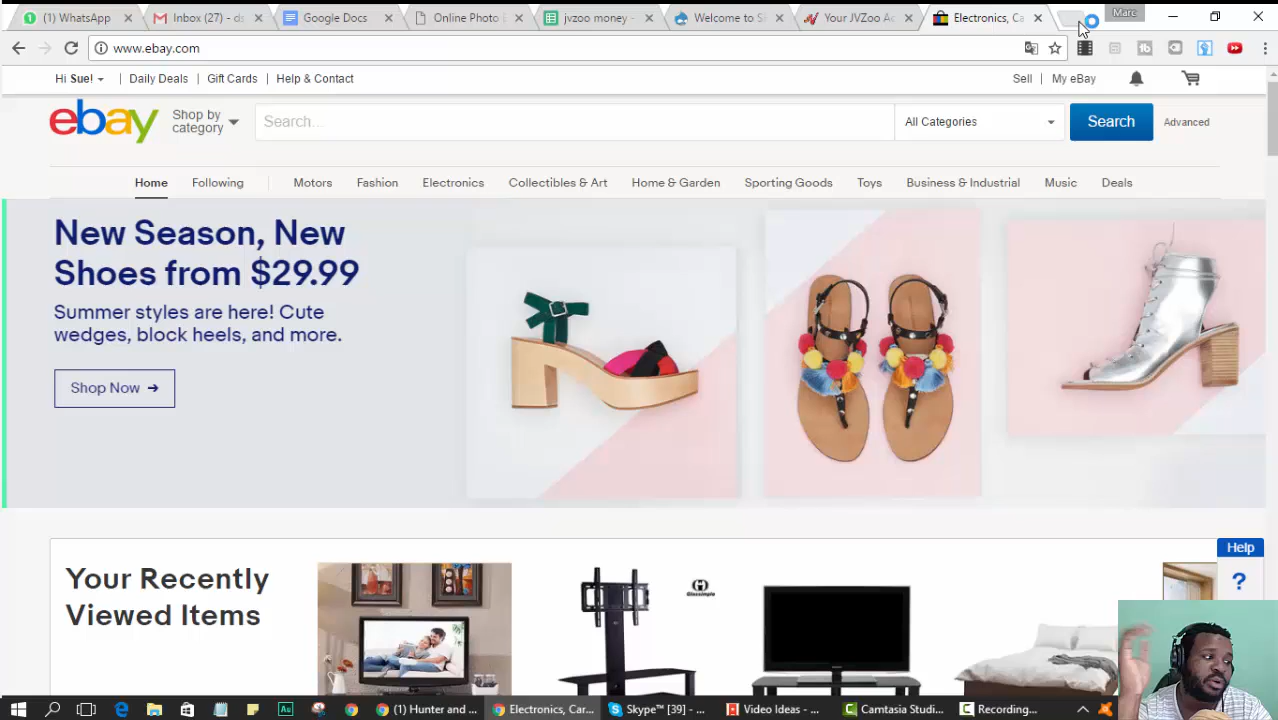 (1) WhatsApp
Inbox (27) - ds
Google Docs
Online Photo E
jvzoo money -
Welcome to Si
Your JVZoo Ac
Electronics, Ca
Marc
www.ebay.com
Hi Sue!
Daily Deals
Gift Cards
Help & Contact
Sell
My eBay
ebay
Shop by
category
Search...
All Categories
Search
Advanced
Home
Following
Motors
Fashion
Electronics
Collectibles & Art
Home & Garden
Sporting Goods
Toys
Business & Industrial
Music
Deals
New Season, New
Shoes from $29.99
Summer styles are here! Cute
wedges, block heels, and more.
Shop Now →
Your Recently
Viewed Items
Help
?
(1) Hunter and ...
Electronics, Car...
Skype™ [39] - ...
Video Ideas - ...
Camtasia Studi...
Recording...